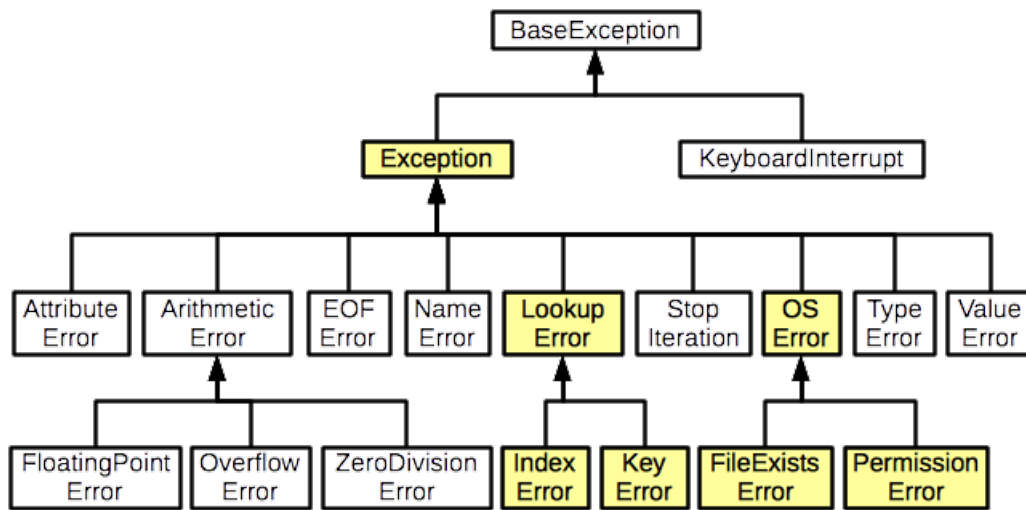 BaseException
Exception
KeyboardInterrupt
Attribute
Error
Arithmetic
Error
EOF
Error
Name
Error
Lookup
Error
Stop
Iteration
OS
Error
Type
Error
Value
Error
FloatingPoint
Error
Overflow
Error
ZeroDivision
Error
Index
Error
Key
Error
FileExists
Error
Permission
Error